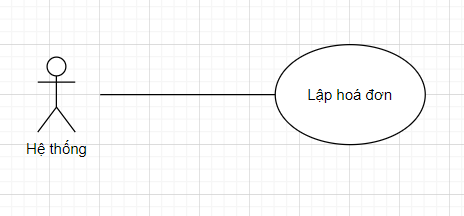 Lập hoá đơn
Hệ thống